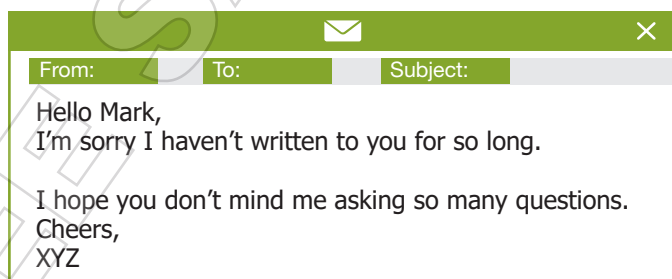 From: To: Subject:
Hello Mark,
I'm sorry I haven't written to you for so long.
I hope you don't mind me asking so many questions.
Cheers,
XYZ